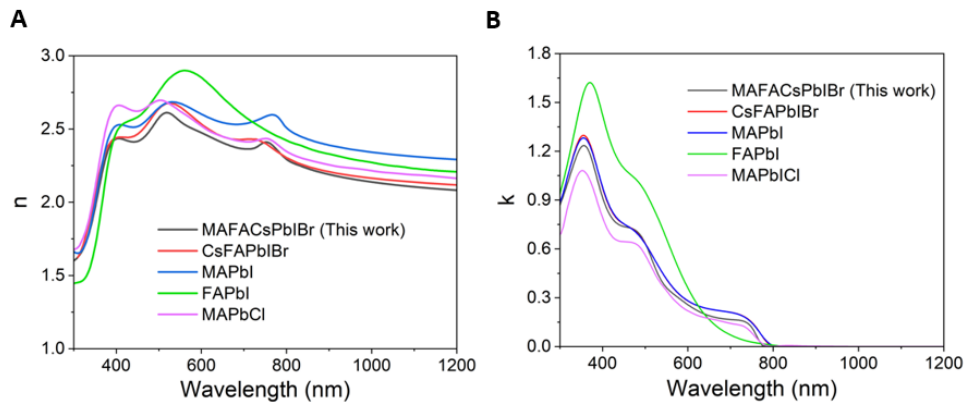 A
3.0
2.5
2.0
1.5
1.0
n
MAFACsPbIBr (This work)
CsFAPbIBr
MAPbI
FAPbI
MAPbCl
400 600 800 1000 1200
Wavelength (nm)
B
1.8
1.5
1.2
0.9
0.6
0.3
0.0
k
MAFACsPbIBr (This work)
CsFAPbIBr
MAPbI
FAPbI
MAPbICl
400 600 800 1000 1200
Wavelength (nm)